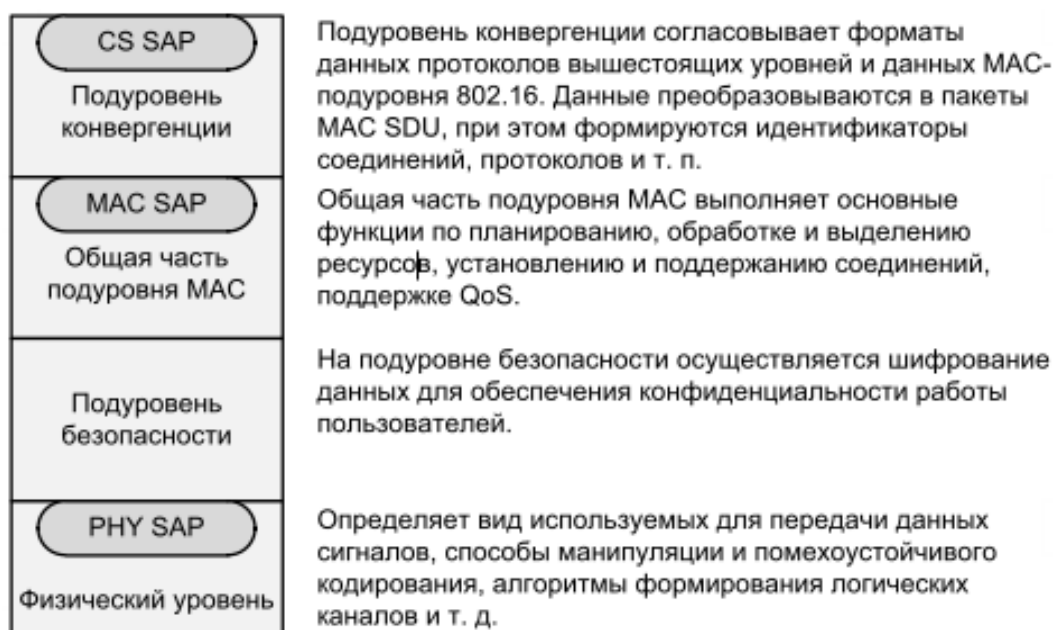 CS SAP
Подуровень
конвергенции
Подуровень конвергенции согласовывает форматы
данных протоколов вышестоящих уровней и данных MAC-
подуровня 802.16. Данные преобразовываются в пакеты
MAC SDU, при этом формируются идентификаторы
соединений, протоколов и т. п.
MAC SAP
Общая часть
подуровня MAC
Общая часть подуровня MAC выполняет основные
функции по планированию, обработке и выделению
ресурсов, установлению и поддержанию соединений,
поддержке QoS.
Подуровень
безопасности
На подуровне безопасности осуществляется шифрование
данных для обеспечения конфиденциальности работы
пользователей.
PHY SAP
Физический уровень
Определяет вид используемых для передачи данных
сигналов, способы манипуляции и помехоустойчивого
кодирования, алгоритмы формирования логических
каналов и т. д.